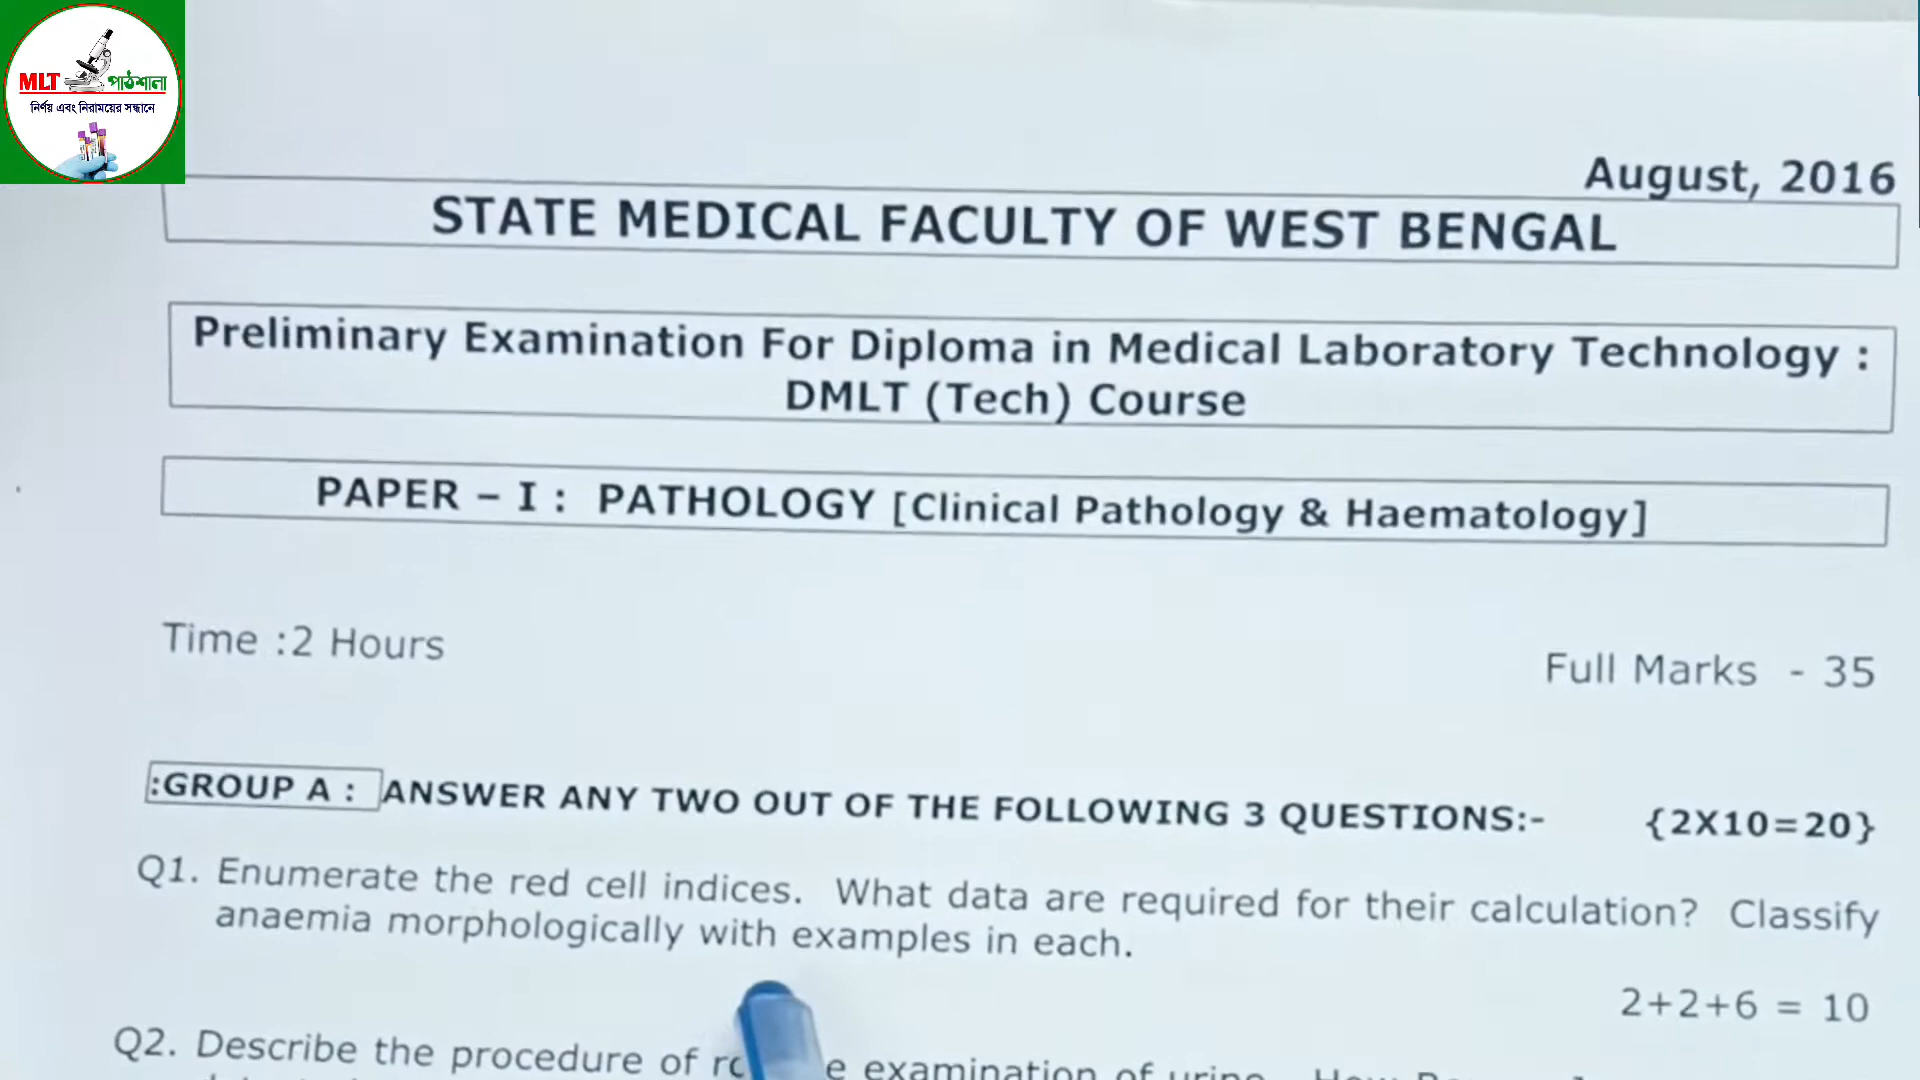 MLT পাঠশালা
নির্ণয় এবং নিরাময়ের সন্ধানে
August, 2016
STATE MEDICAL FACULTY OF WEST BENGAL
Preliminary Examination For Diploma in Medical Laboratory Technology :
DMLT (Tech) Course
PAPER – I : PATHOLOGY [Clinical Pathology & Haematology]
Time :2 Hours
Full Marks - 35
:GROUP A : ANSWER ANY TWO OUT OF THE FOLLOWING 3 QUESTIONS:- {2X10=20}
Q1. Enumerate the red cell indices. What data are required for their calculation? Classify
anaemia morphologically with examples in each.
2+2+6 = 10
Q2. Describe the procedure of examination of urine. How